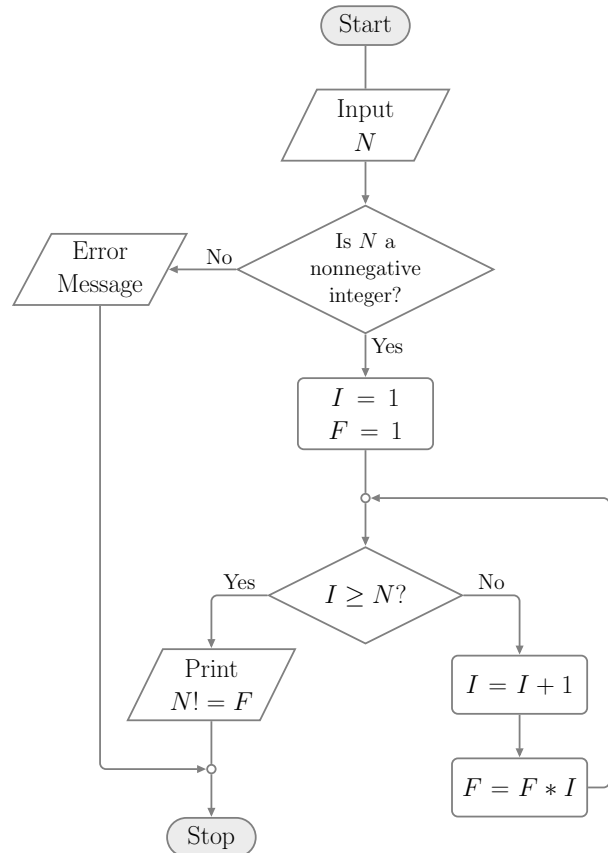 Start
Input
N
Is N a
nonnegative
integer?
No
Error
Message
Yes
I = 1
F = 1
I ≥ N?
Yes
No
Print
N! = F
I = I + 1
F = F ∗ I
Stop